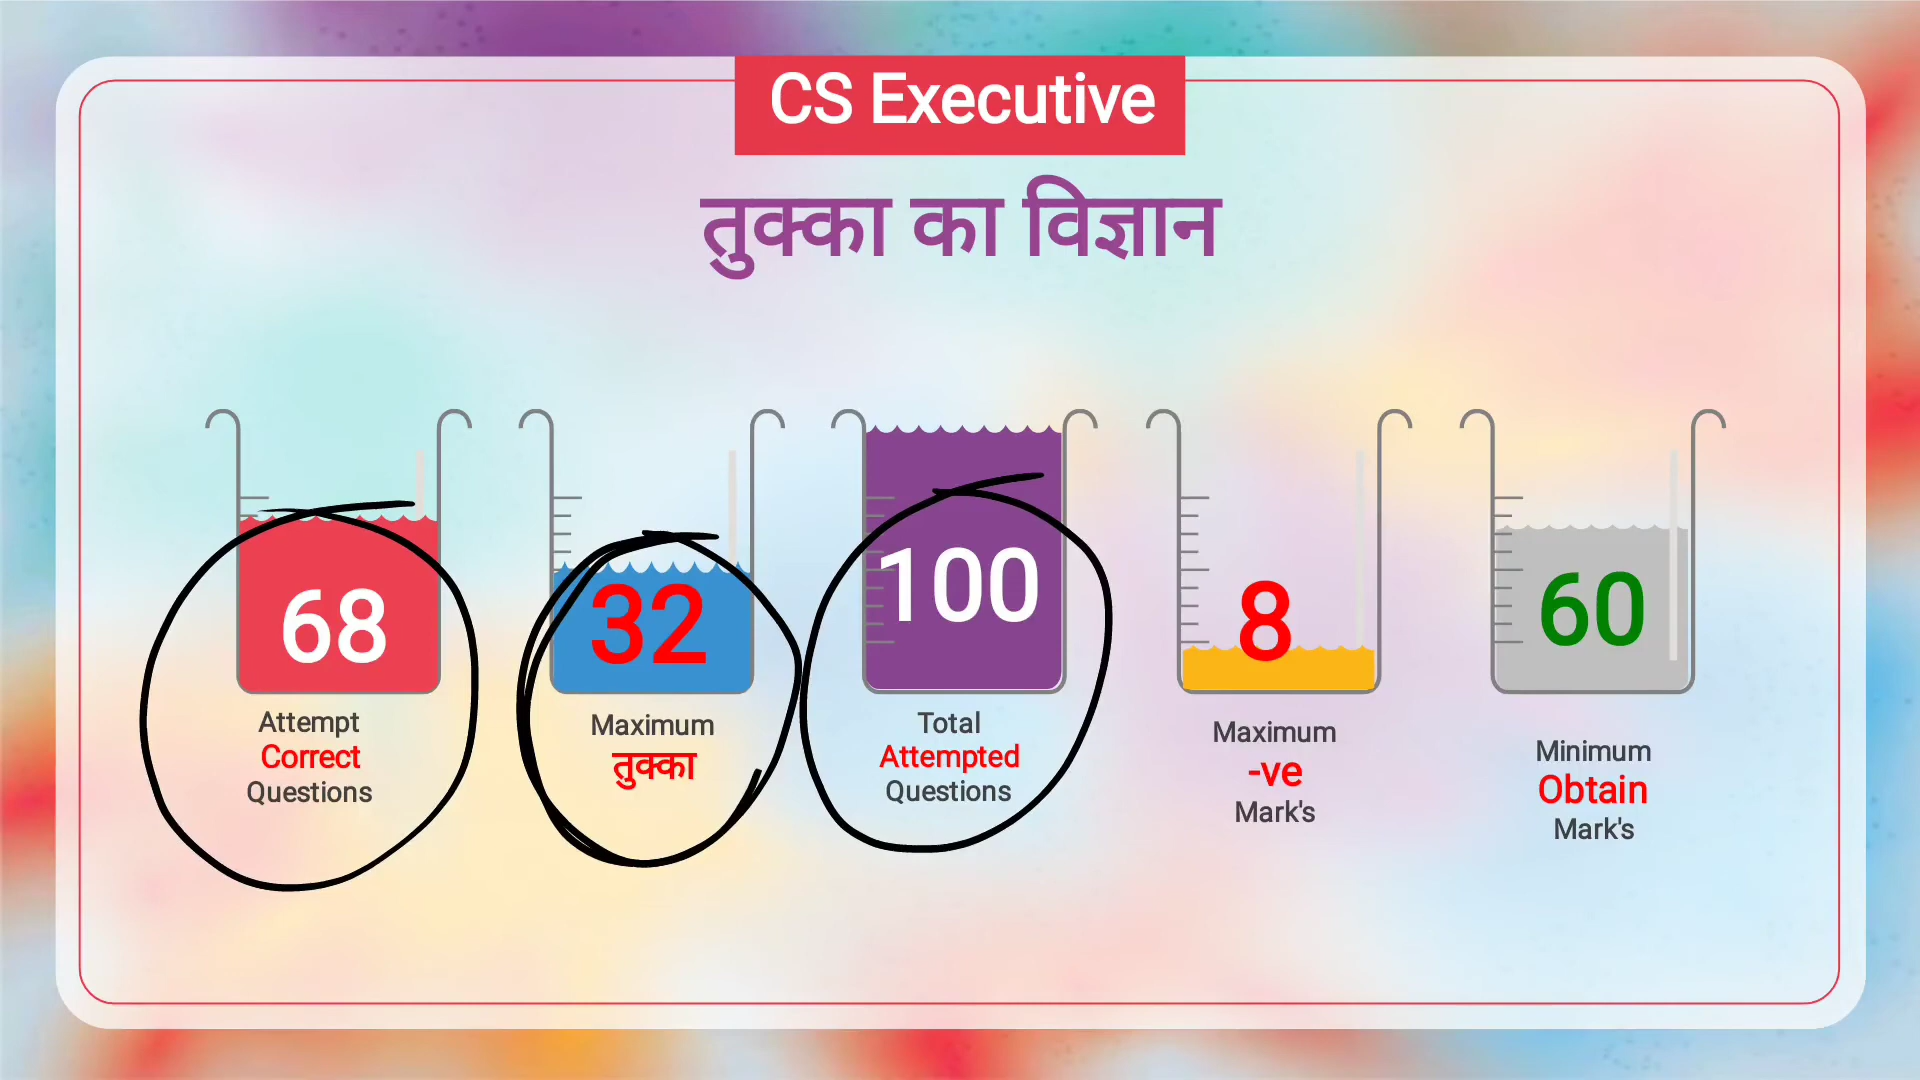 CS Executive
तुक्का का विज्ञान
68
Attempt
Correct
Questions
32
Maximum
तुक्का
100
Total
Attempted
Questions
8
Maximum
-ve
Mark's
60
Minimum
Obtain
Mark's